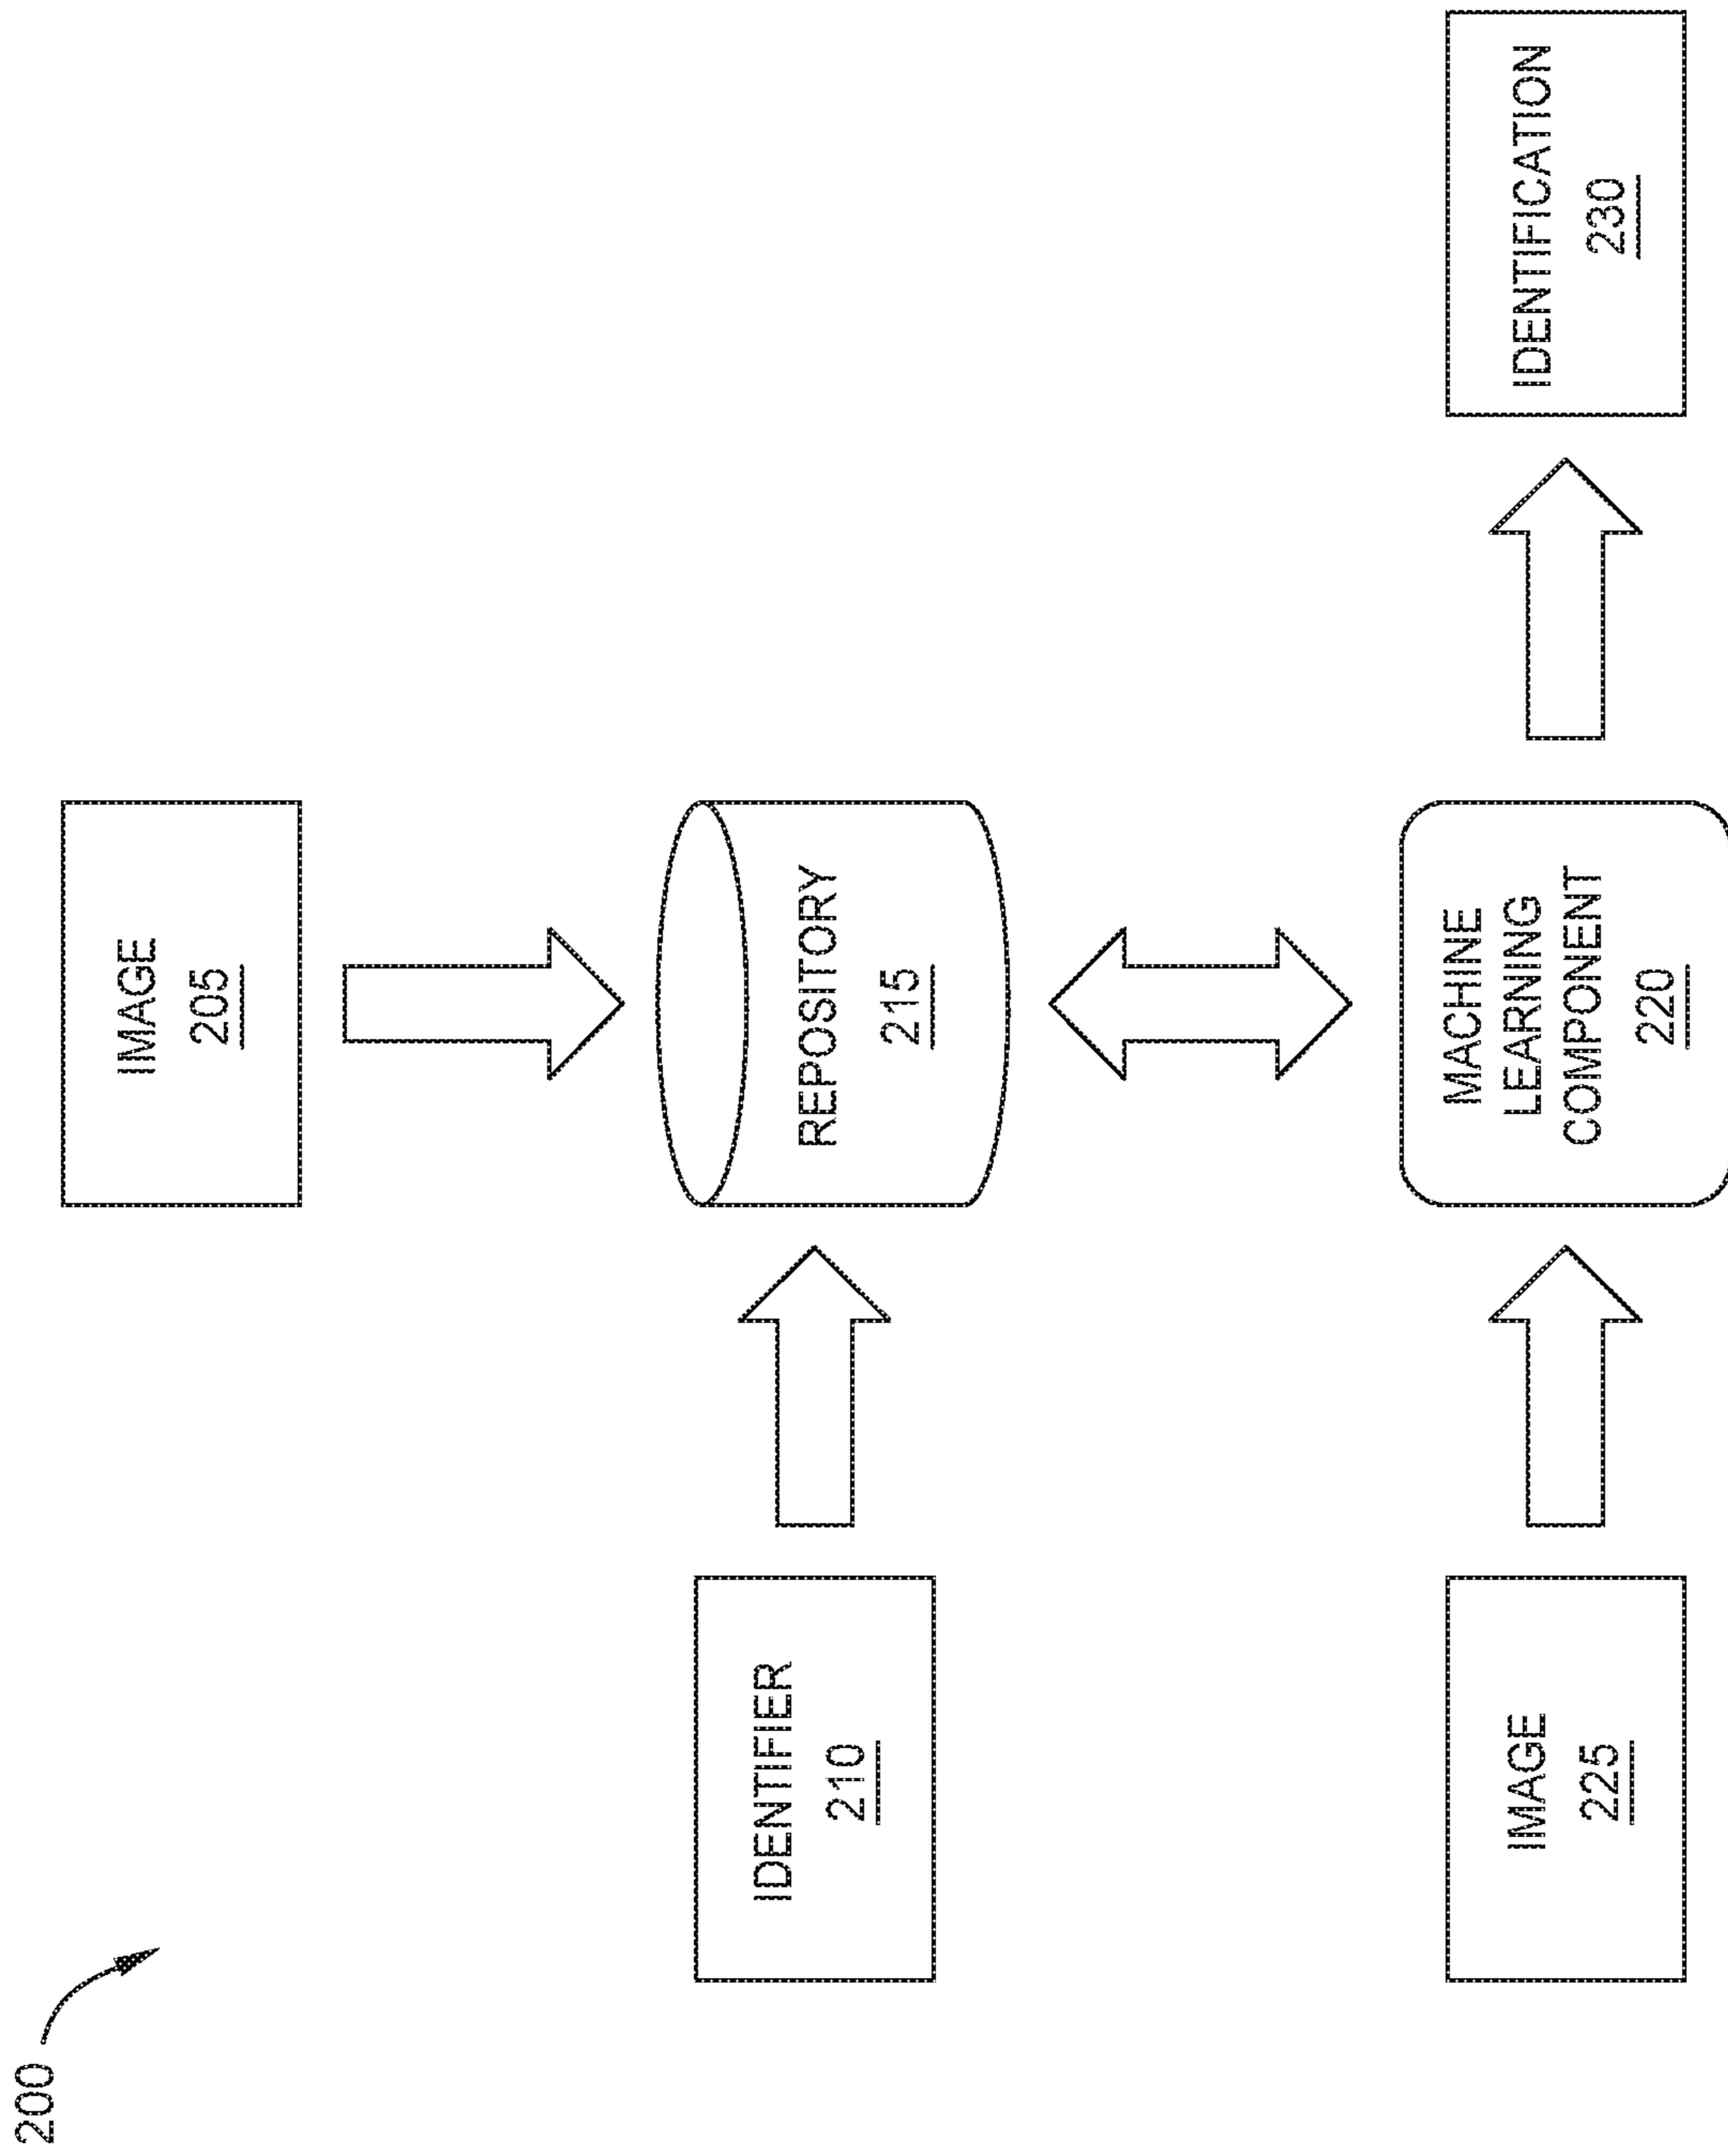 200
IMAGE
205
IDENTIFIER
210
REPOSITORY
215
IMAGE
225
MACHINE
LEARNING
COMPONENT
220
IDENTIFICATION
230